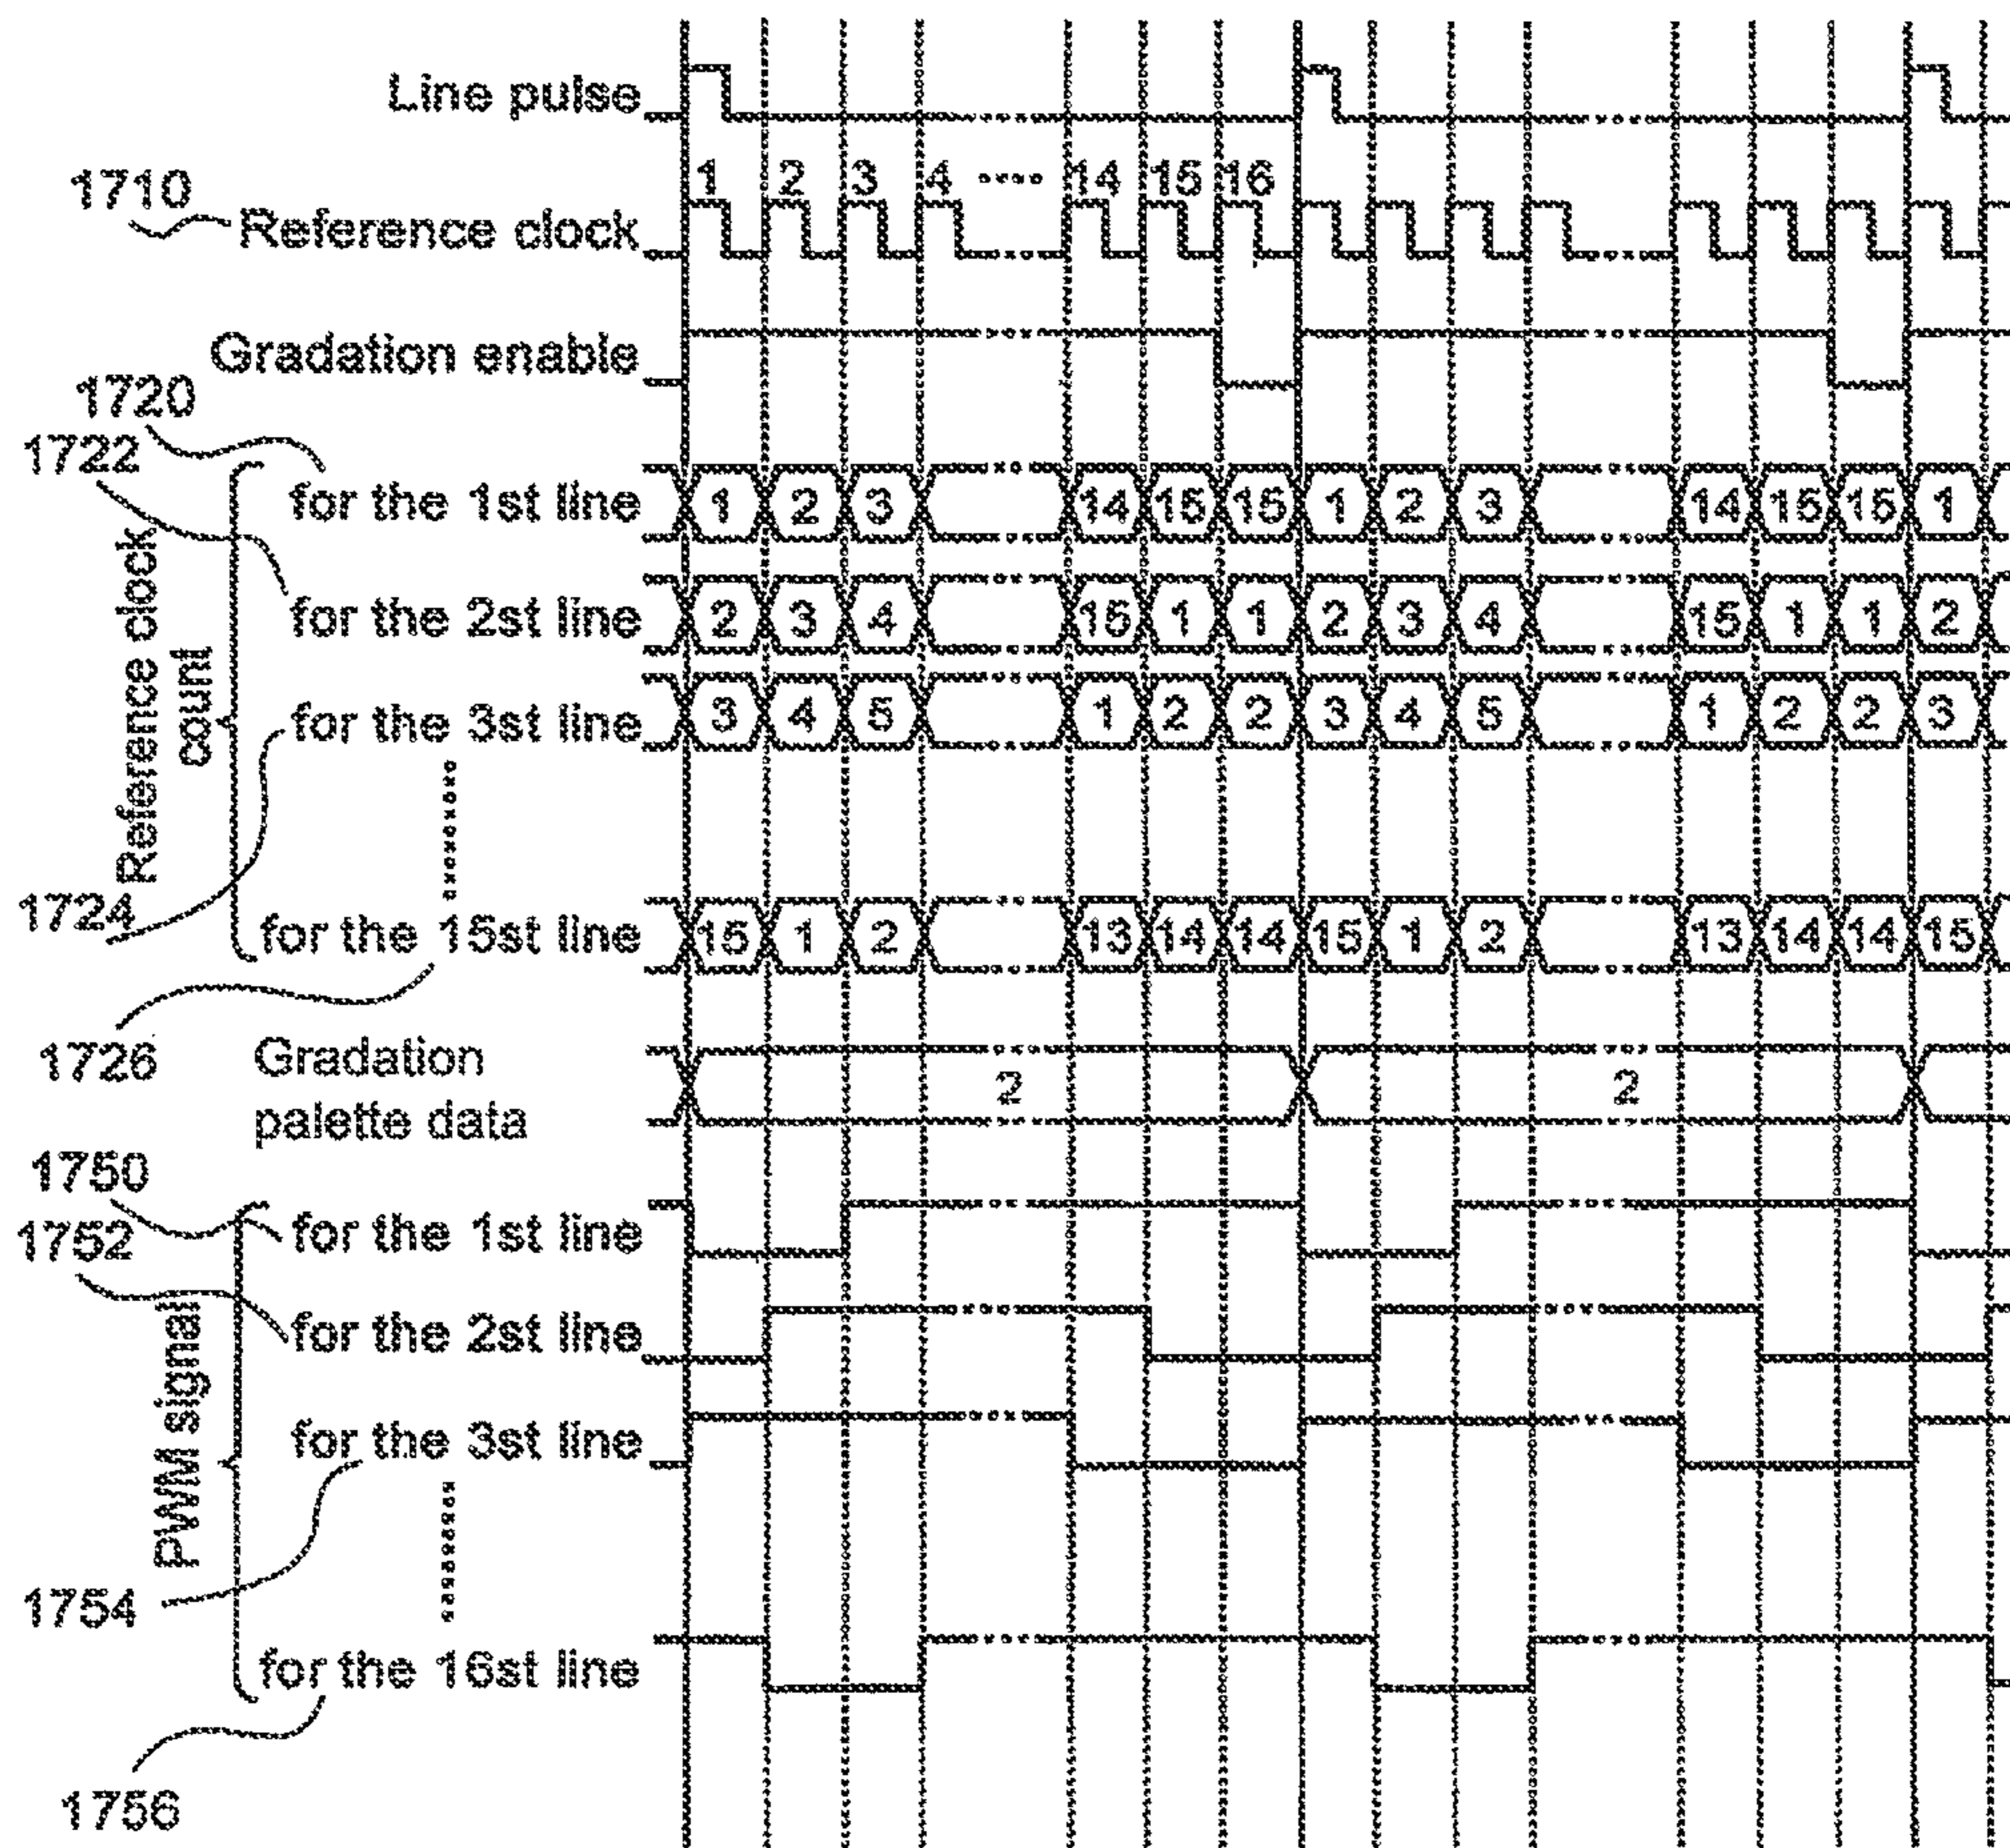 Line pulse
1 2 3 4 14 15 16
1710
Reference clock
Gradation enable
1720
1722
for the 1st line
1 2 3 14 15 15 1 2 3 14 15 15 1
for the 2st line
2 3 4 15 1 1 2 3 4 15 1 1 2
for the 3st line
3 4 5 1 2 2 3 4 5 1 2 2 3
Reference clock
count
1724
for the 15st line
15 1 2 13 14 14 15 1 2 13 14 14 15
1726
Gradation
palette data
2 2
1750
for the 1st line
1752
for the 2st line
PWM signal
for the 3st line
1754
for the 16st line
1756